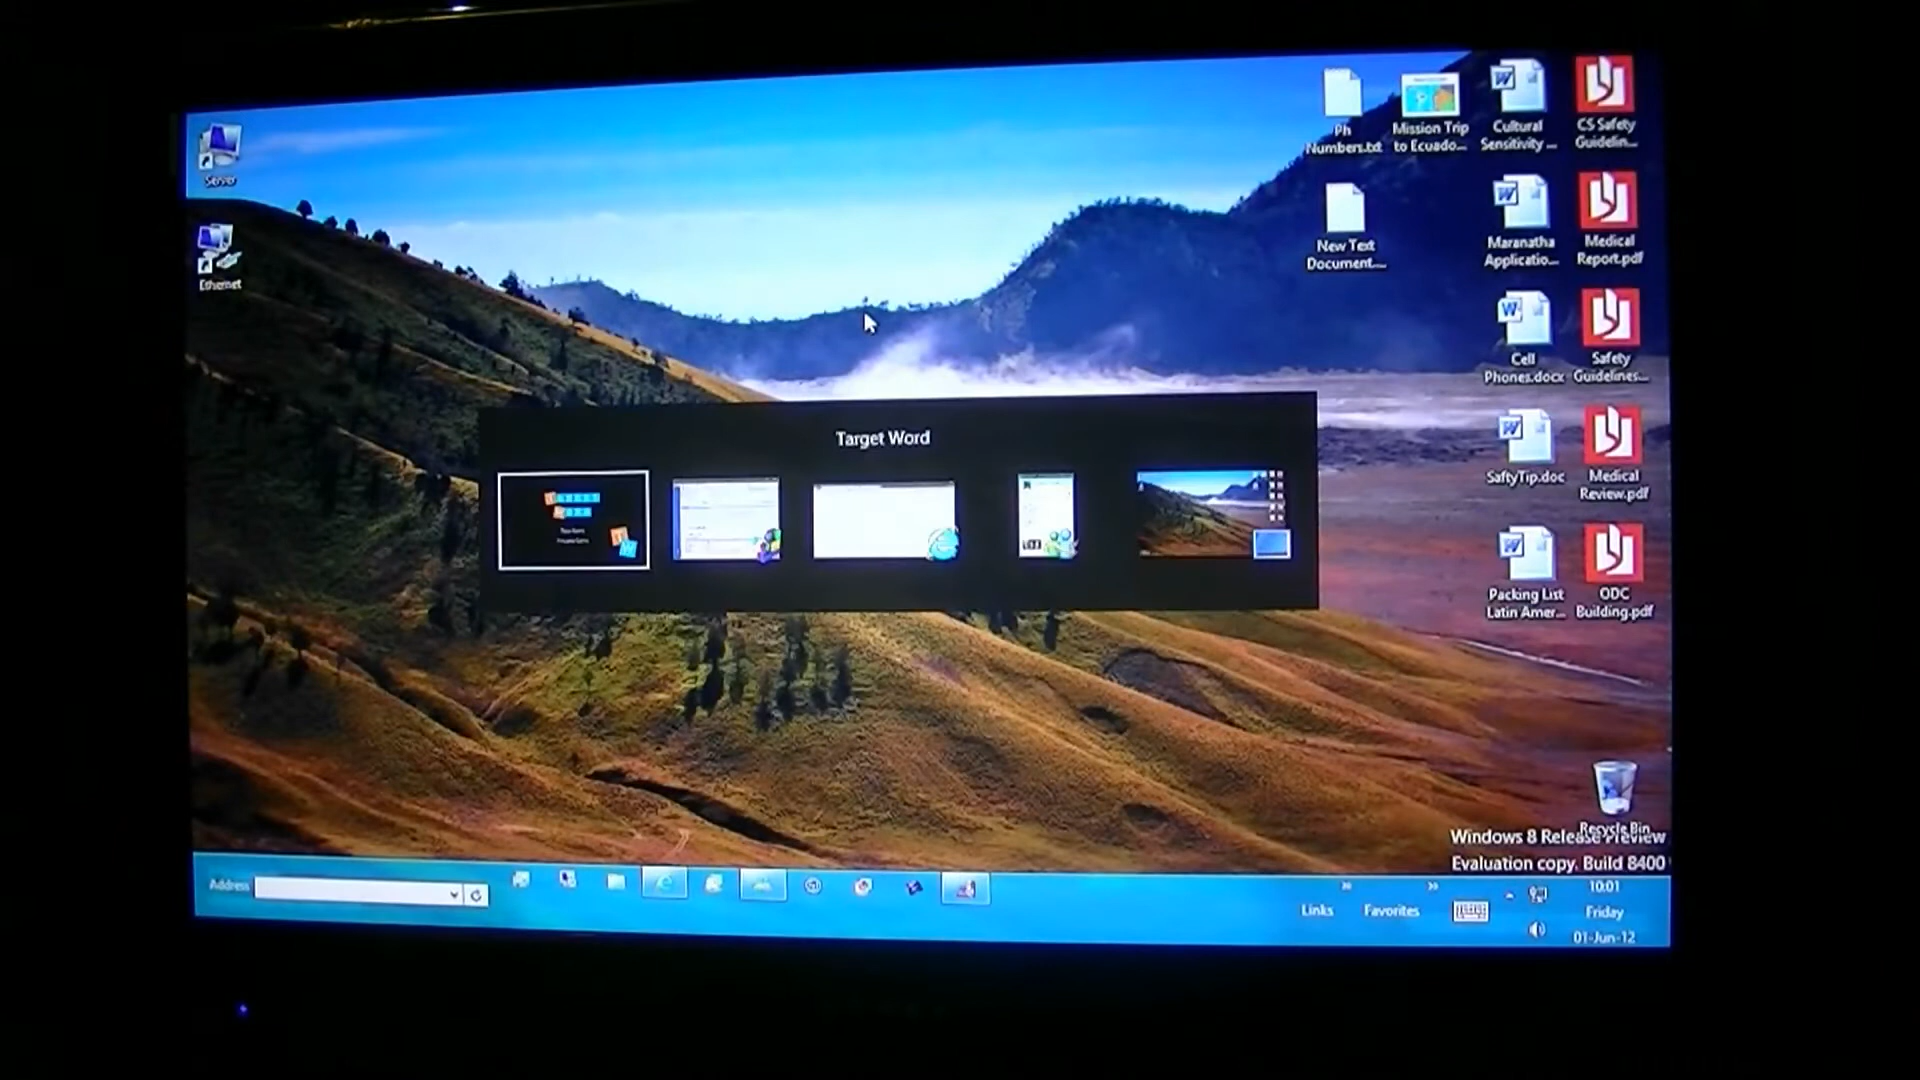 Server
Ethernet
Ph
Numbers.txt
Mission Trip
to Ecuado...
Cultural
Sensitivity ...
CS Safety
Guidelin...
New Text
Document....
Maranatha
Applicatio...
Medical
Report.pdf
Cell
Phones.docx
Safety
Guidelines...
Target Word
SaftyTip.doc
Medical
Review.pdf
Packing List
Latin Amer...
ODC
Building.pdf
Recycle Bin
Windows 8 Release Preview
Evaluation copy. Build 8400
Address
Links
Favorites
10:01
Friday
01-Jun-12